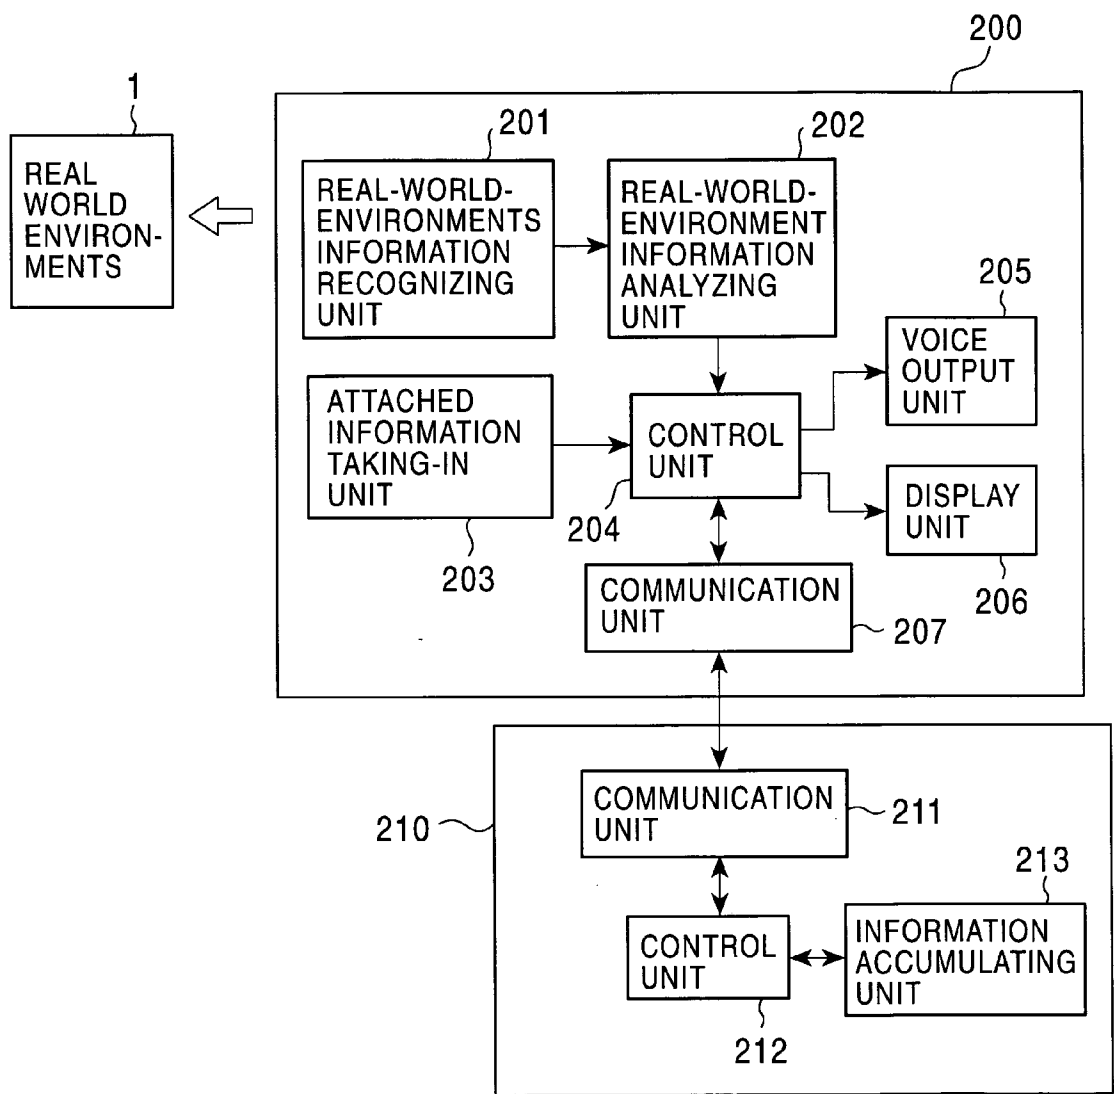 200
1
REAL
WORLD
ENVIRON-
MENTS
201
REAL-WORLD-
ENVIRONMENTS
INFORMATION
RECOGNIZING
UNIT
202
REAL-WORLD-
ENVIRONMENT
INFORMATION
ANALYZING
UNIT
205
VOICE
OUTPUT
UNIT
ATTACHED
INFORMATION
TAKING-IN
UNIT
203
CONTROL
UNIT
204
DISPLAY
UNIT
206
COMMUNICATION
UNIT
207
210
COMMUNICATION
UNIT
211
CONTROL
UNIT
212
213
INFORMATION
ACCUMULATING
UNIT